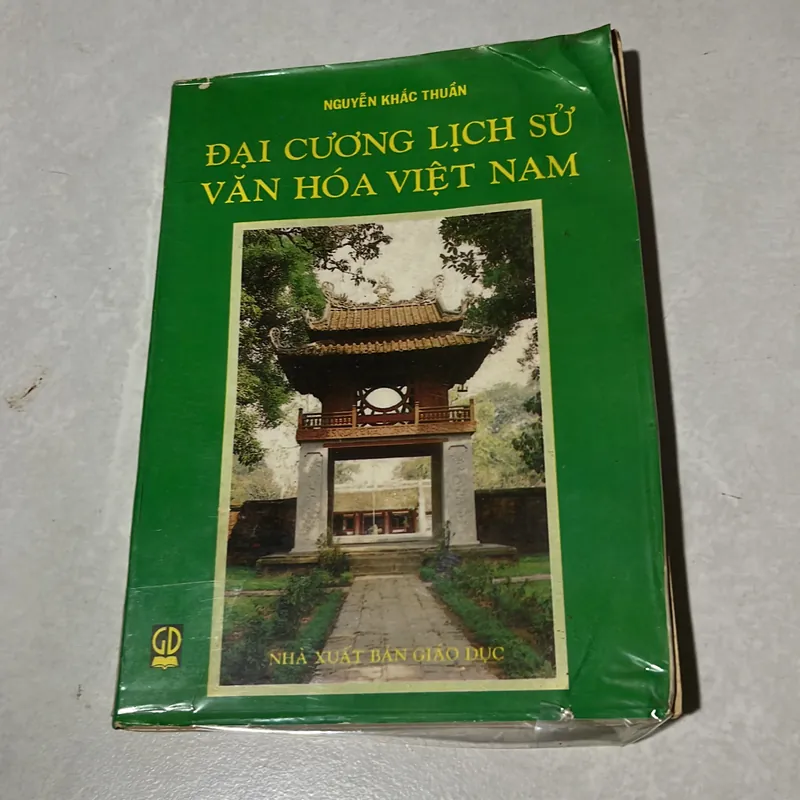 NGUYỄN KHẮC THUẦN
ĐẠI CƯƠNG LỊCH SỬ
VĂN HÓA VIỆT NAM
GD
NHÀ XUẤT BẢN GIÁO DỤC